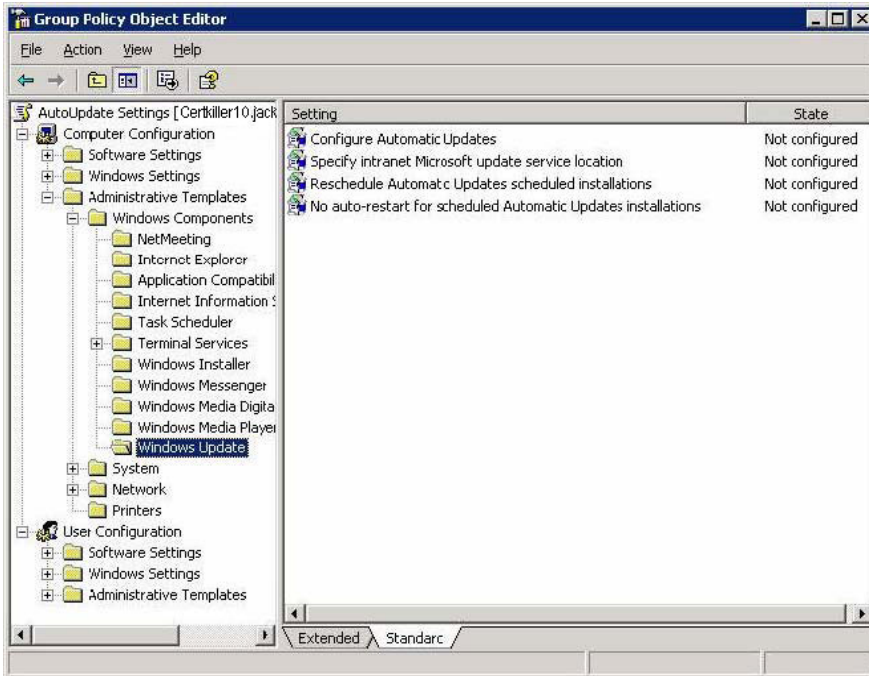 Group Policy Object Editor
File Action View Help
AutoUpdate Settings [Certkiller10.jack
Computer Configuration
Software Settings
Windows Settings
Administrative Templates
Windows Components
NetMeeting
Internet Explorer
Application Compatibil
Internet Information S
Task Scheduler
Terminal Services
Windows Installer
Windows Messenger
Windows Media Digita
Windows Media Player
Windows Update
System
Network
Printers
User Configuration
Software Settings
Windows Settings
Administrative Templates
Setting State
Configure Automatic Updates Not configured
Specify intranet Microsoft update service location Not configured
Reschedule Automatc Updates scheduled installations Not configured
No auto-restart for scheduled Automatic Updates installations Not configured
Extended Standarc